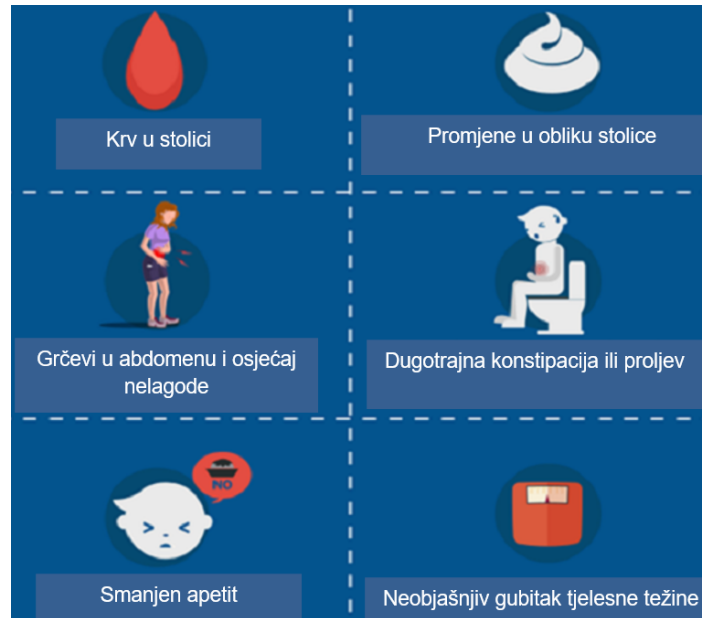 Krv u stolici
Promjene u obliku stolice
Grčevi u abdomenu i osjećaj
nelagode
Dugotrajna konstipacija ili proljev
NO
Smanjen apetit
Neobjašnjiv gubitak tjelesne težine